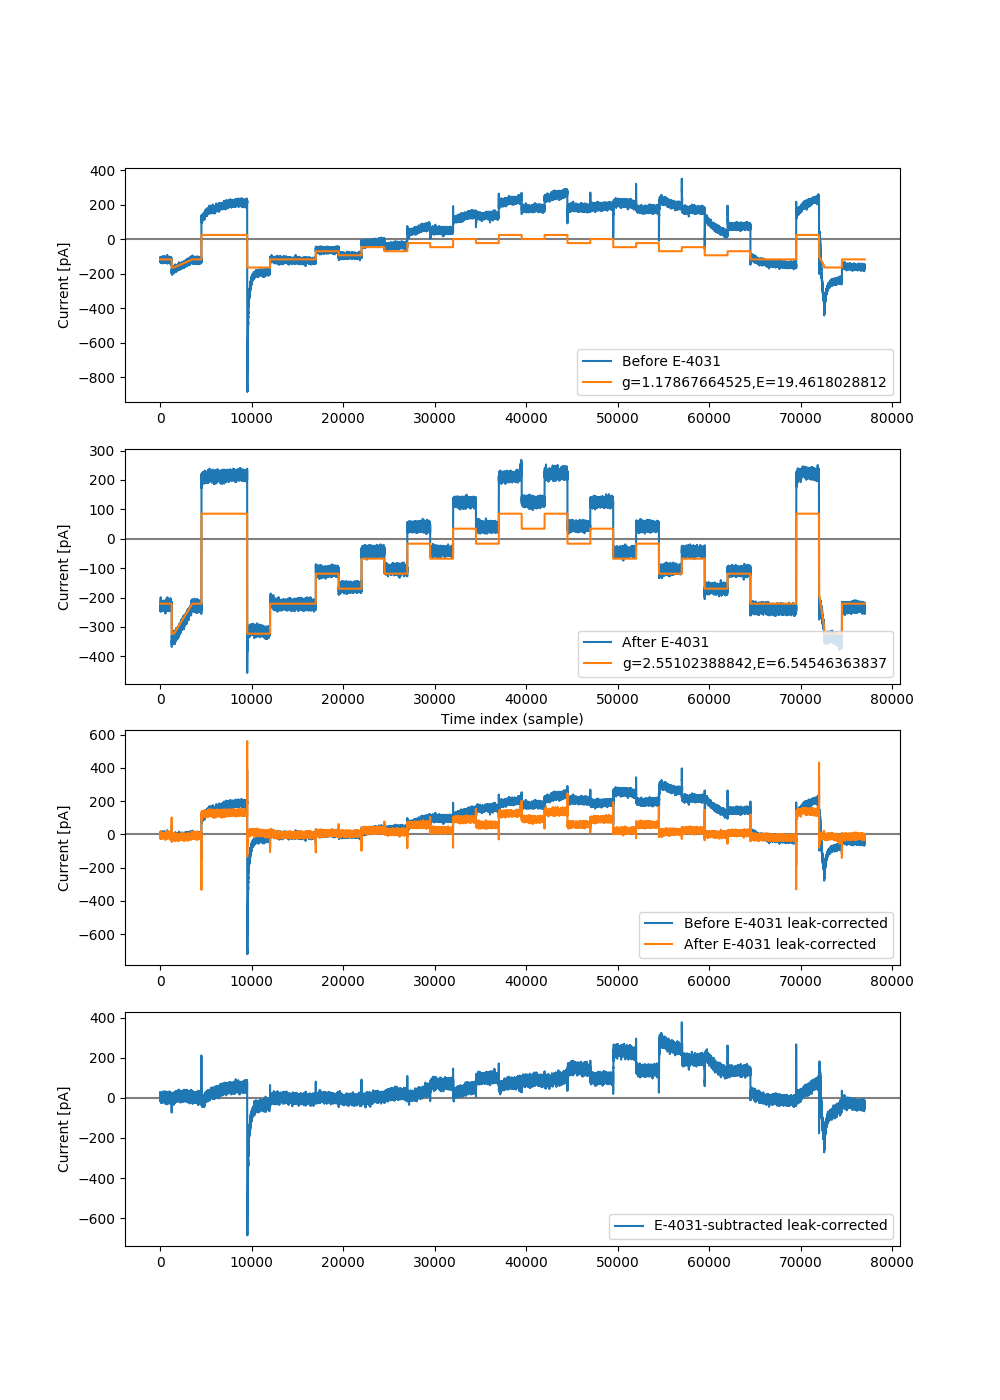 400
200
0
−200
−400
−600
−800
Current [pA]
Before E-4031
g=1.17867664525,E=19.4618028812
0 10000 20000 30000 40000 50000 60000 70000 80000
300
200
100
0
−100
−200
−300
−400
Current [pA]
After E-4031
g=2.55102388842,E=6.54546363837
0 10000 20000 30000 40000 50000 60000 70000 80000
Time index (sample)
600
400
200
0
−200
−400
−600
Current [pA]
Before E-4031 leak-corrected
After E-4031 leak-corrected
0 10000 20000 30000 40000 50000 60000 70000 80000
400
200
0
−200
−400
−600
Current [pA]
E-4031-subtracted leak-corrected
0 10000 20000 30000 40000 50000 60000 70000 80000